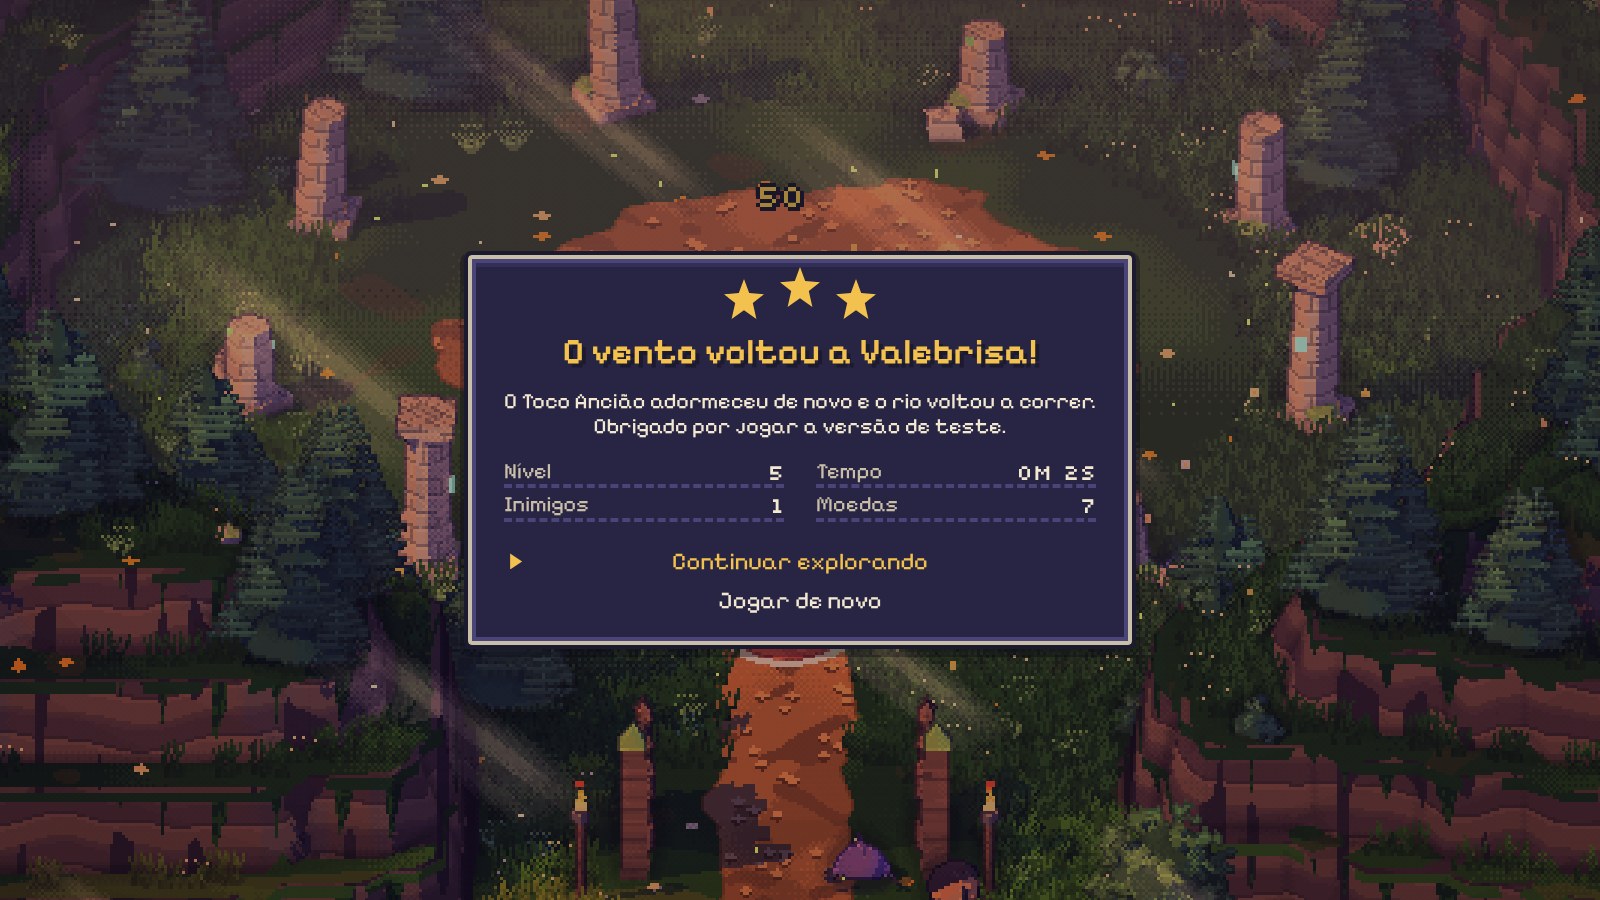 50
O vento voltou a Valebrisa!
O Toco Ancião adormeceu de novo e o rio voltou a correr.
Obrigado por jogar a versão de teste.
Nível 5 Tempo 0M 2S
Inimigos 1 Moedas 7
Continuar explorando
Jogar de novo